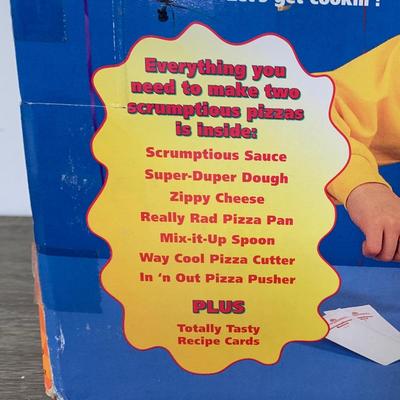 get cookin'!
Everything you
need to make two
scrumptious pizzas
is inside:
Scrumptious Sauce
Super-Duper Dough
Zippy Cheese
Really Rad Pizza Pan
Mix-it-Up Spoon
Way Cool Pizza Cutter
In 'n Out Pizza Pusher
PLUS
Totally Tasty
Recipe Cards